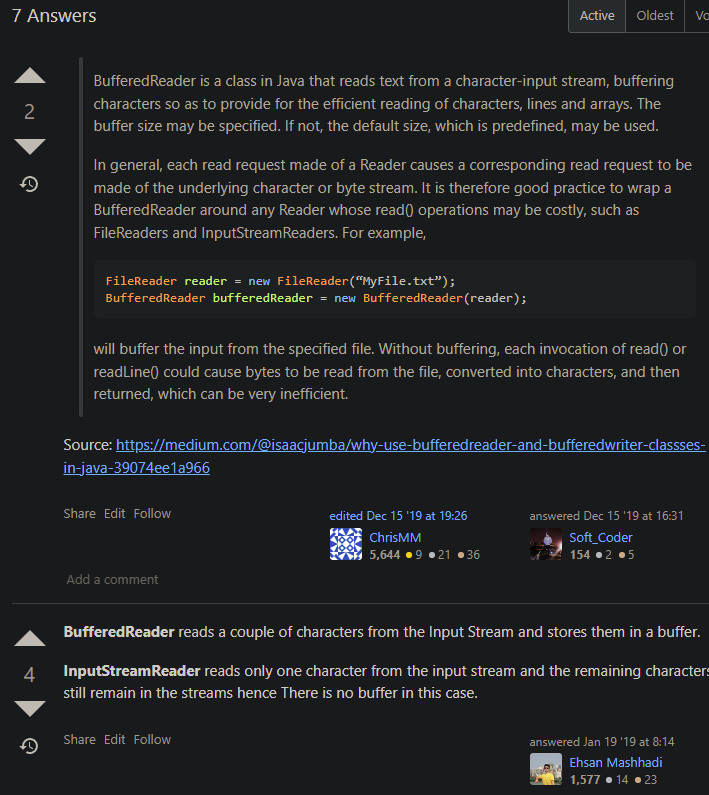 7 Answers
Active Oldest Vo
BufferedReader is a class in Java that reads text from a character-input stream, buffering
characters so as to provide for the efficient reading of characters, lines and arrays. The
buffer size may be specified. If not, the default size, which is predefined, may be used.
2
In general, each read request made of a Reader causes a corresponding read request to be
made of the underlying character or byte stream. It is therefore good practice to wrap a
BufferedReader around any Reader whose read() operations may be costly, such as
FileReaders and InputStreamReaders. For example,
FileReader reader = new FileReader(“MyFile.txt”);
BufferedReader bufferedReader = new BufferedReader(reader);
will buffer the input from the specified file. Without buffering, each invocation of read() or
readLine() could cause bytes to be read from the file, converted into characters, and then
returned, which can be very inefficient.
Source: https://medium.com/@isaacjumba/why-use-bufferedreader-and-bufferedwriter-classses-
in-java-39074ee1a966
Share Edit Follow
edited Dec 15 '19 at 19:26
ChrisMM
5,644 ●9 ●21 ●36
answered Dec 15 '19 at 16:31
Soft_Coder
154 ●2 ●5
Add a comment
BufferedReader reads a couple of characters from the Input Stream and stores them in a buffer.
4
InputStreamReader reads only one character from the input stream and the remaining characters
still remain in the streams hence There is no buffer in this case.
Share Edit Follow
answered Jan 19 '19 at 8:14
Ehsan Mashhadi
1,577 ●14 ●23